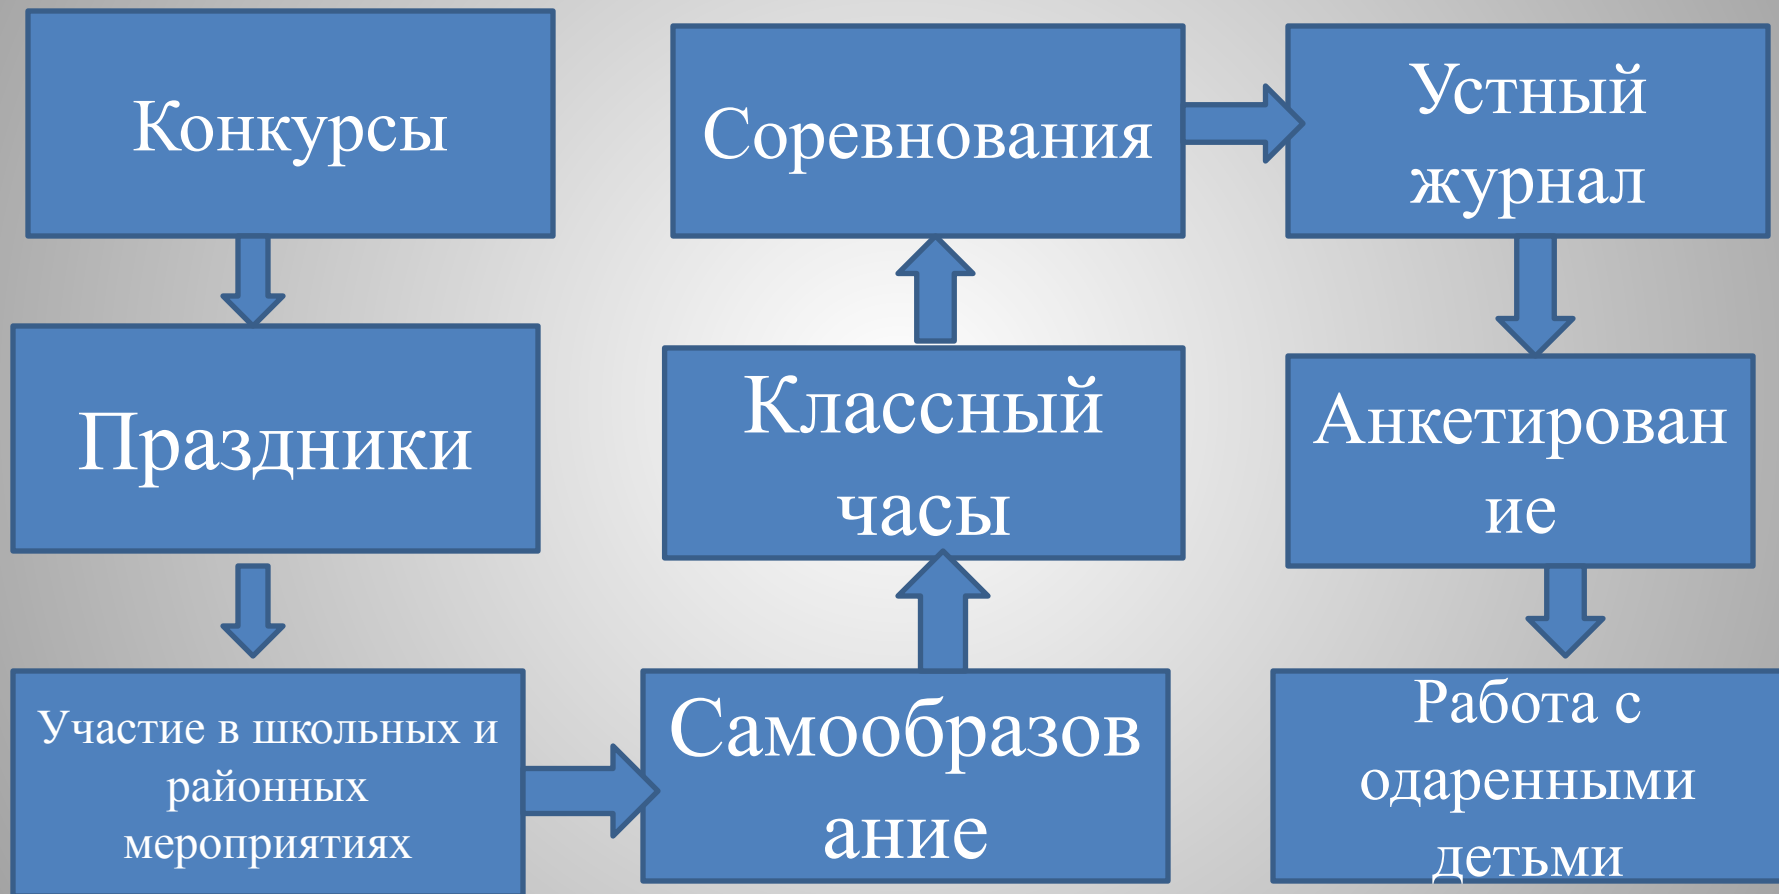 Конкурсы
Праздники
Участие в школьных и
районных
мероприятиях
Самообразов
ание
Классный
часы
Соревнования
Устный
журнал
Анкетирован
ие
Работа с
одаренными
детьми